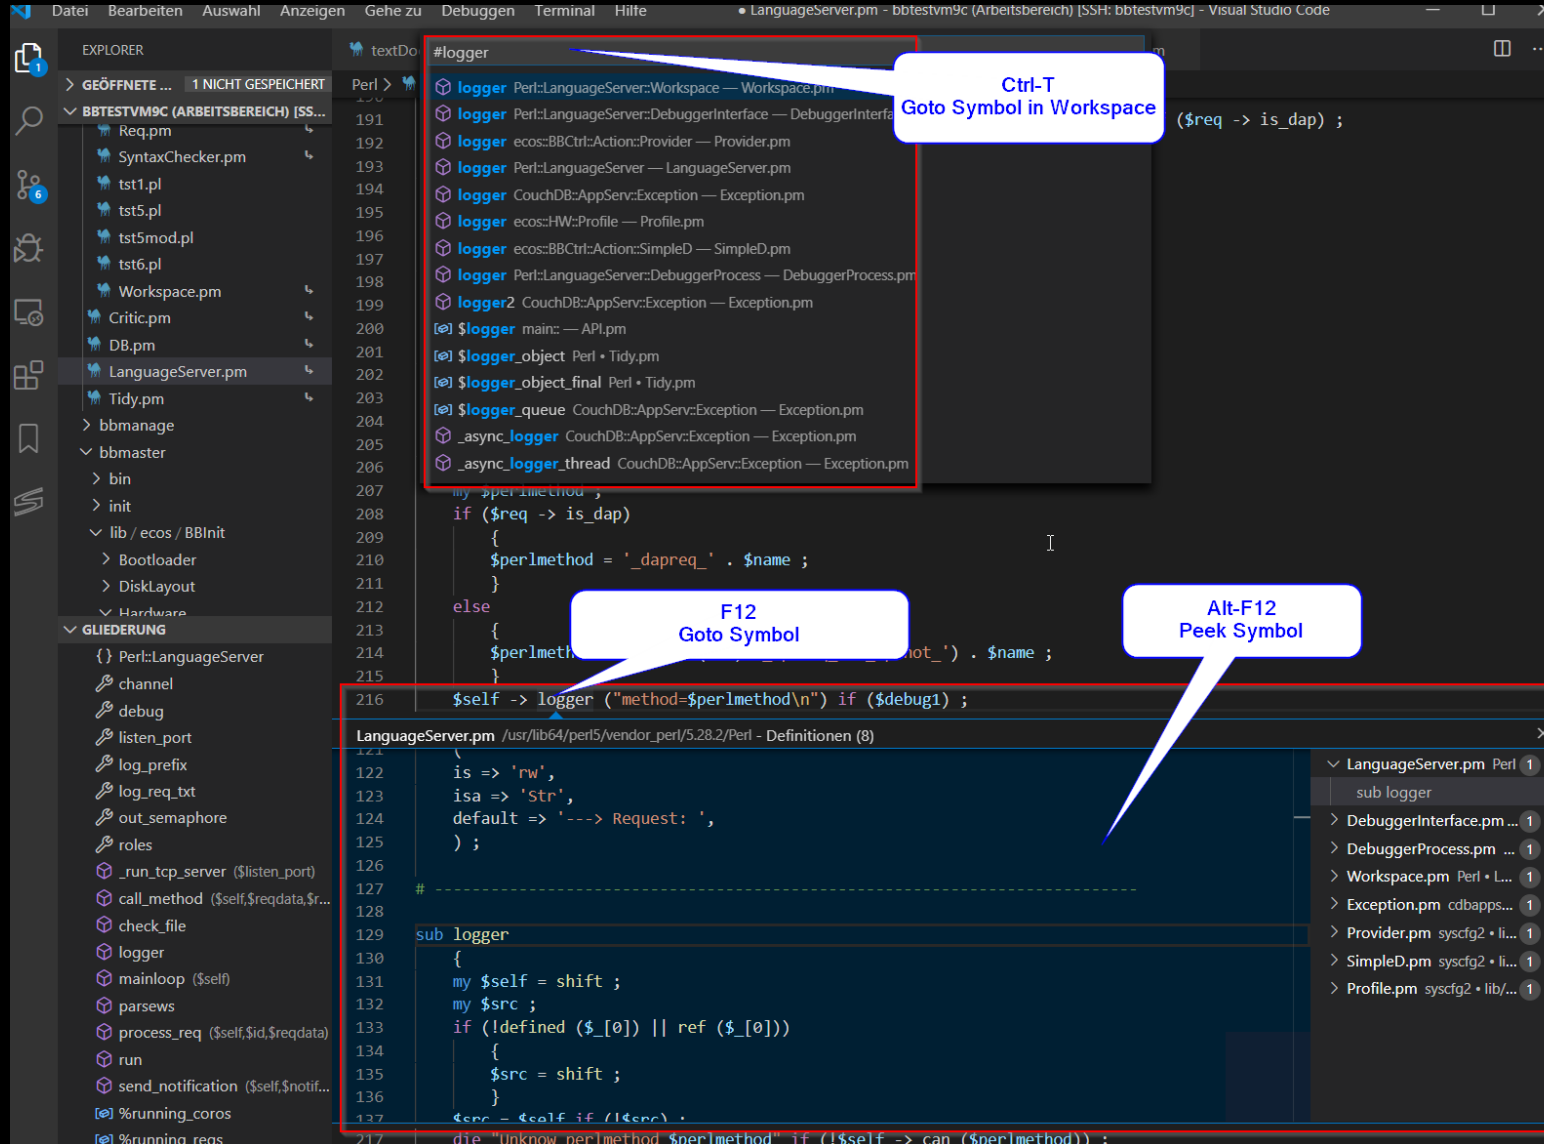 Datei Bearbeiten Auswahl Anzeigen Gehe zu Debuggen Terminal Hilfe
● LanguageServer.pm - bbtestvm9c (Arbeitsbereich) [SSH: bbtestvm9c] - Visual Studio Code
EXPLORER
GEÖFFNETE ... 1 NICHT GESPEICHERT
BBTESTVM9C (ARBEITSBEREICH) [SS...
Req.pm
SyntaxChecker.pm
tst1.pl
tst5.pl
tst5mod.pl
tst6.pl
Workspace.pm
Critic.pm
DB.pm
LanguageServer.pm
Tidy.pm
bbmanage
bbmaster
bin
init
lib / ecos / BBInit
Bootloader
DiskLayout
Hardware
GLIEDERUNG
{} Perl::LanguageServer
channel
debug
listen_port
log_prefix
log_req_txt
out_semaphore
roles
_run_tcp_server ($listen_port)
call_method ($self,$reqdata,$r...
check_file
logger
mainloop ($self)
parsews
process_req ($self,$id,$reqdata)
run
send_notification ($self,$notif...
%running_coros
%running_reqs
1
6
textDo
m
Perl >
#logger
logger Perl::LanguageServer::Workspace — Workspace.pm
logger Perl::LanguageServer::DebuggerInterface — DebuggerInterfa
logger ecos::BBCtrl::Action::Provider — Provider.pm
logger Perl::LanguageServer — LanguageServer.pm
logger CouchDB::AppServ::Exception — Exception.pm
logger ecos::HW::Profile — Profile.pm
logger ecos::BBCtrl::Action::SimpleD — SimpleD.pm
logger Perl::LanguageServer::DebuggerProcess — DebuggerProcess.pm
logger2 CouchDB::AppServ::Exception — Exception.pm
$logger main:: — API.pm
$logger_object Perl • Tidy.pm
$logger_object_final Perl • Tidy.pm
$logger_queue CouchDB::AppServ::Exception — Exception.pm
_async_logger CouchDB::AppServ::Exception — Exception.pm
_async_logger_thread CouchDB::AppServ::Exception — Exception.pm
Ctrl-T
Goto Symbol in Workspace
190
191 ($req -> is_dap) ;
192
193
194
195
196
197
198
199
200
201
202
203
204
205
206
207 my $perlmethod ;
208 if ($req -> is_dap)
209 {
210 $perlmethod = '_dapreq_' . $name ;
211 }
212 else
213 {
214 $perlmeth not_') . $name ;
215 }
216 $self -> logger ("method=$perlmethod\n") if ($debug1) ;
F12
Goto Symbol
Alt-F12
Peek Symbol
LanguageServer.pm /usr/lib64/perl5/vendor_perl/5.28.2/Perl - Definitionen (8)
121 (
122 is => 'rw',
123 isa => 'Str',
124 default => '---> Request: ',
125 ) ;
126
127 # ---------------------------------------------------------------------------
128
129 sub logger
130 {
131 my $self = shift ;
132 my $src ;
133 if (!defined ($_[0]) || ref ($_[0]))
134 {
135 $src = shift ;
136 }
137 $src = $self if (!$src) ;
217 die "Unknow perlmethod $perlmethod" if (!$self -> can ($perlmethod)) ;
LanguageServer.pm Perl 1
sub logger
DebuggerInterface.pm ... 1
DebuggerProcess.pm ... 1
Workspace.pm Perl • L... 1
Exception.pm cdbapps... 1
Provider.pm syscfg2 • li... 1
SimpleD.pm syscfg2 • li... 1
Profile.pm syscfg2 • lib/... 1